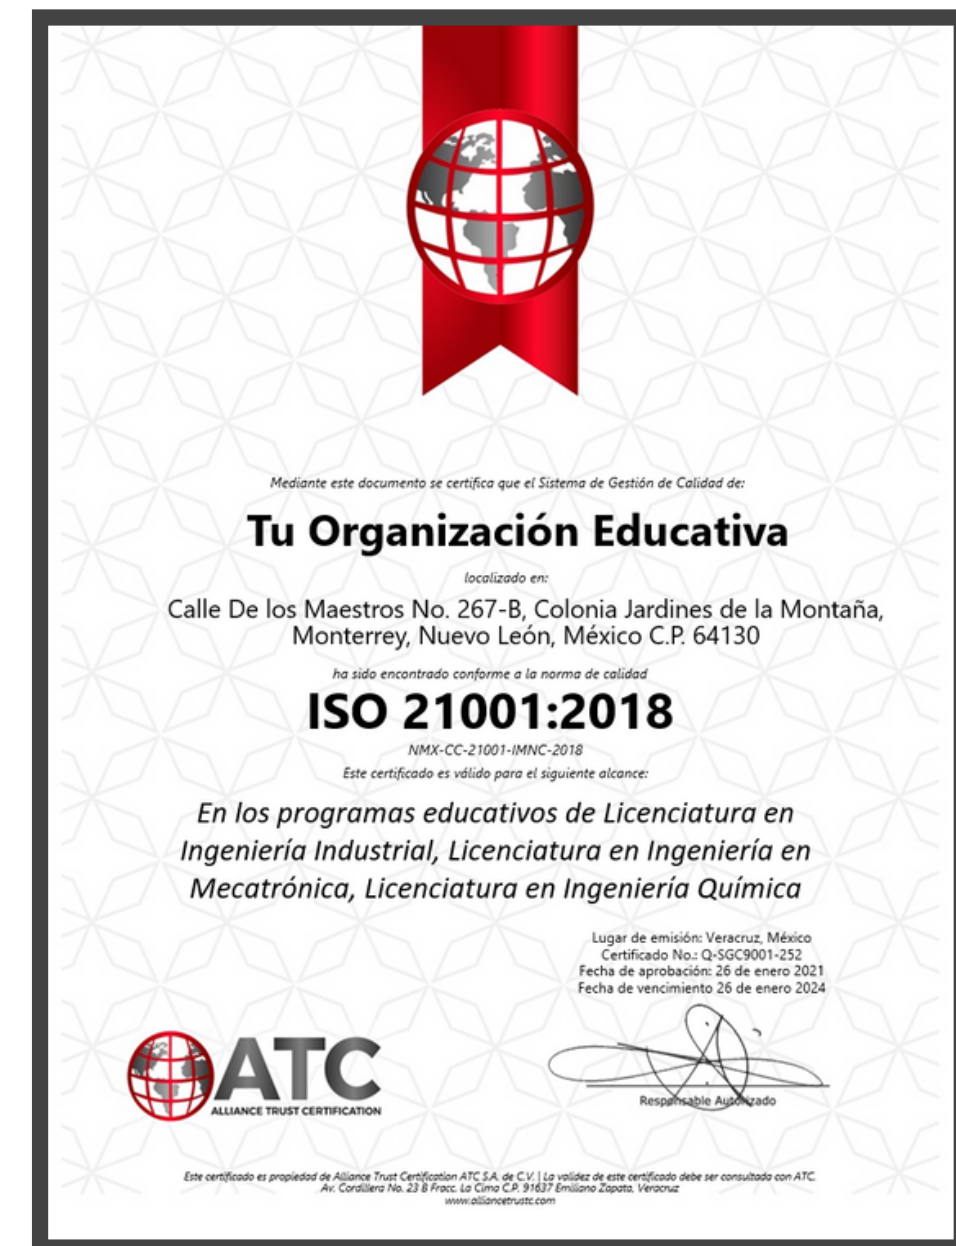 Mediante este documento se certifica que el Sistema de Gestión de Calidad de:
Tu Organización Educativa
localizado en:
Calle De los Maestros No. 267-B, Colonia Jardines de la Montaña,
Monterrey, Nuevo León, México C.P. 64130
ha sido encontrado conforme a la norma de calidad
ISO 21001:2018
NMX-CC-21001-IMNC-2018
Este certificado es válido para el siguiente alcance:
En los programas educativos de Licenciatura en
Ingeniería Industrial, Licenciatura en Ingeniería en
Mecatrónica, Licenciatura en Ingeniería Química
Lugar de emisión: Veracruz, México
Certificado No.: Q-SGC9001-252
Fecha de aprobación: 26 de enero 2021
Fecha de vencimiento 26 de enero 2024
Responsable Autorizado
ATC
ALLIANCE TRUST CERTIFICATION
Este certificado es propiedad de Alliance Trust Certification ATC S.A. de C.V. | La validez de este certificado debe ser consultada con ATC.
Av. Cordillera No. 23 B Fracc. La Cima C.P. 91637 Emiliano Zapata, Veracruz
www.alliancetrustc.com